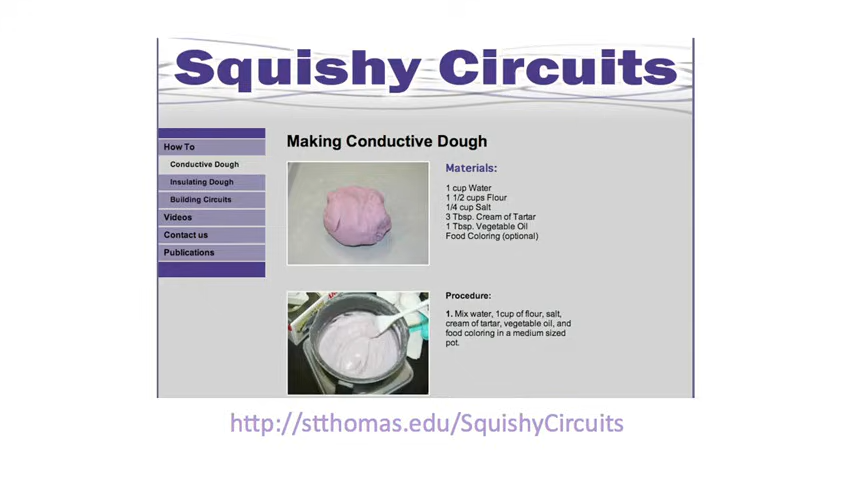 Squishy Circuits
How To
Conductive Dough
Insulating Dough
Building Circuits
Videos
Contact us
Publications
Making Conductive Dough
Materials:
1 cup Water
1 1/2 cups Flour
1/4 cup Salt
3 Tbsp. Cream of Tartar
1 Tbsp. Vegetable Oil
Food Coloring (optional)
Procedure:
1. Mix water, 1cup of flour, salt,
cream of tartar, vegetable oil, and
food coloring in a medium sized
pot.
http://stthomas.edu/SquishyCircuits